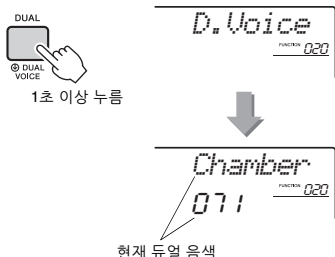 DUAL
D.Voice
FUNCTION 020
⊕ DUAL
VOICE
1초 이상 누름
Chamber
071
FUNCTION 020
현재 듀얼 음색